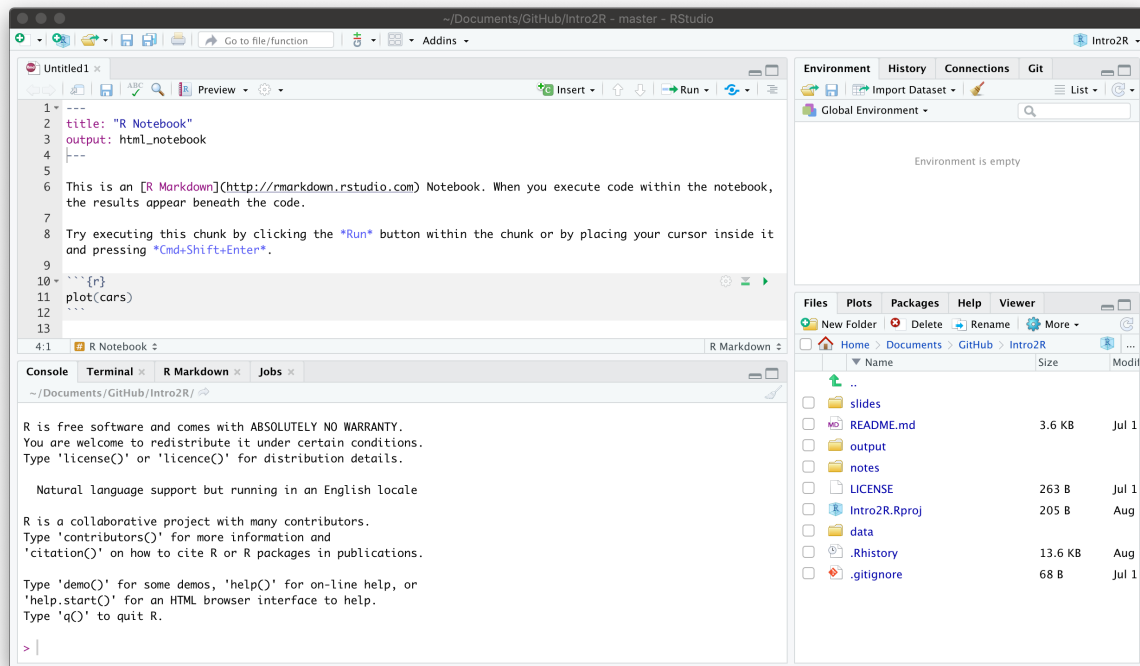 ~/Documents/GitHub/Intro2R - master - RStudio
Go to file/function
Addins
Intro2R
Untitled1
ABC
Preview
Insert
Run
1 ---
2 title: "R Notebook"
3 output: html_notebook
4 ---
5
6 This is an [R Markdown](http://rmarkdown.rstudio.com) Notebook. When you execute code within the notebook,
the results appear beneath the code.
7
8 Try executing this chunk by clicking the *Run* button within the chunk or by placing your cursor inside it
and pressing *Cmd+Shift+Enter*.
9
10 ```{r}
11 plot(cars)
12 ```
13
4:1 # R Notebook R Markdown
Console Terminal R Markdown Jobs
~/Documents/GitHub/Intro2R/
R is free software and comes with ABSOLUTELY NO WARRANTY.
You are welcome to redistribute it under certain conditions.
Type 'license()' or 'licence()' for distribution details.
Natural language support but running in an English locale
R is a collaborative project with many contributors.
Type 'contributors()' for more information and
'citation()' on how to cite R or R packages in publications.
Type 'demo()' for some demos, 'help()' for on-line help, or
'help.start()' for an HTML browser interface to help.
Type 'q()' to quit R.
>
Environment History Connections Git
Import Dataset List
Global Environment
Environment is empty
Files Plots Packages Help Viewer
New Folder Delete Rename More
Home > Documents > GitHub > Intro2R ...
Name Size Modif
..
slides
README.md 3.6 KB Jul 1
output
notes
LICENSE 263 B Jul 1
Intro2R.Rproj 205 B Aug
data
.Rhistory 13.6 KB Aug
.gitignore 68 B Jul 1